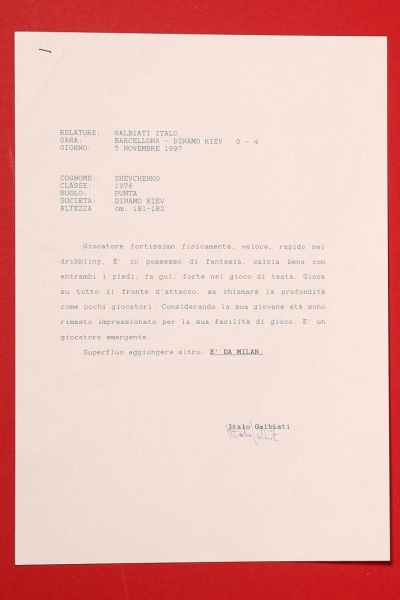 RELATORE: GALBIATI ITALO
GARA: BARCELLONA - DINAMO KIEV 0 - 4
GIORNO: 5 NOVEMBRE 1997
COGNOME: SHEVCHENKO
CLASSE: 1976
RUOLO: PUNTA
SOCIETA: DINAMO KIEV
ALTEZZA cm. 181-182
Giocatore fortissimo fisicamente, veloce, rapido nel
dribbling. E' in possesso di fantasia, calcia bene con
entrambi i piedi, fa gol, forte nel gioco di testa. Gioca
su tutto il fronte d'attacco, sa chiamare la profondità
come pochi giocatori. Considerando la sua giovane età sono
rimasto impressionato per la sua facilità di gioco. E' un
giocatore emergente.
Superfluo aggiungere altro: E' DA MILAN.
Italo Galbiati